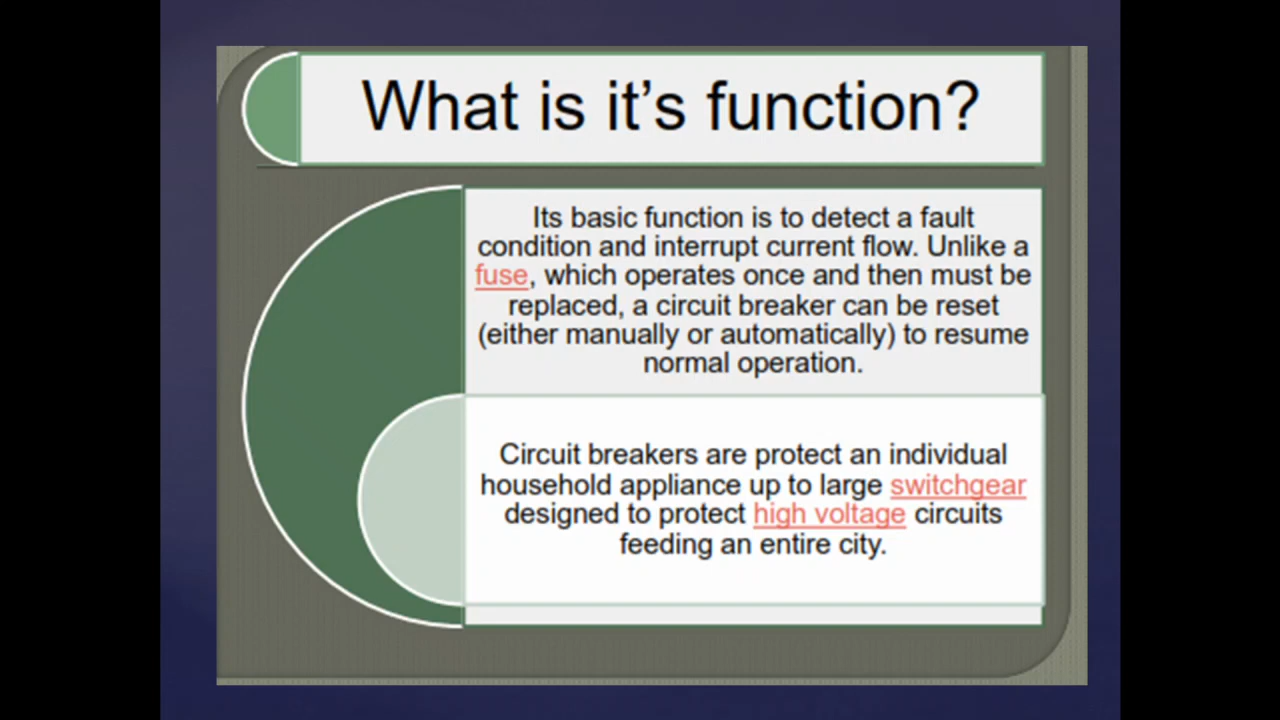 What is it’s function?
Its basic function is to detect a fault
condition and interrupt current flow. Unlike a
fuse, which operates once and then must be
replaced, a circuit breaker can be reset
(either manually or automatically) to resume
normal operation.
Circuit breakers are protect an individual
household appliance up to large switchgear
designed to protect high voltage circuits
feeding an entire city.